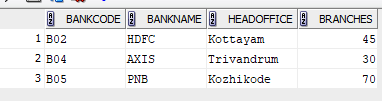 BANKCODE BANKNAME HEADOFFICE BRANCHES
1 B02 HDFC Kottayam 45
2 B04 AXIS Trivandrum 30
3 B05 PNB Kozhikode 70